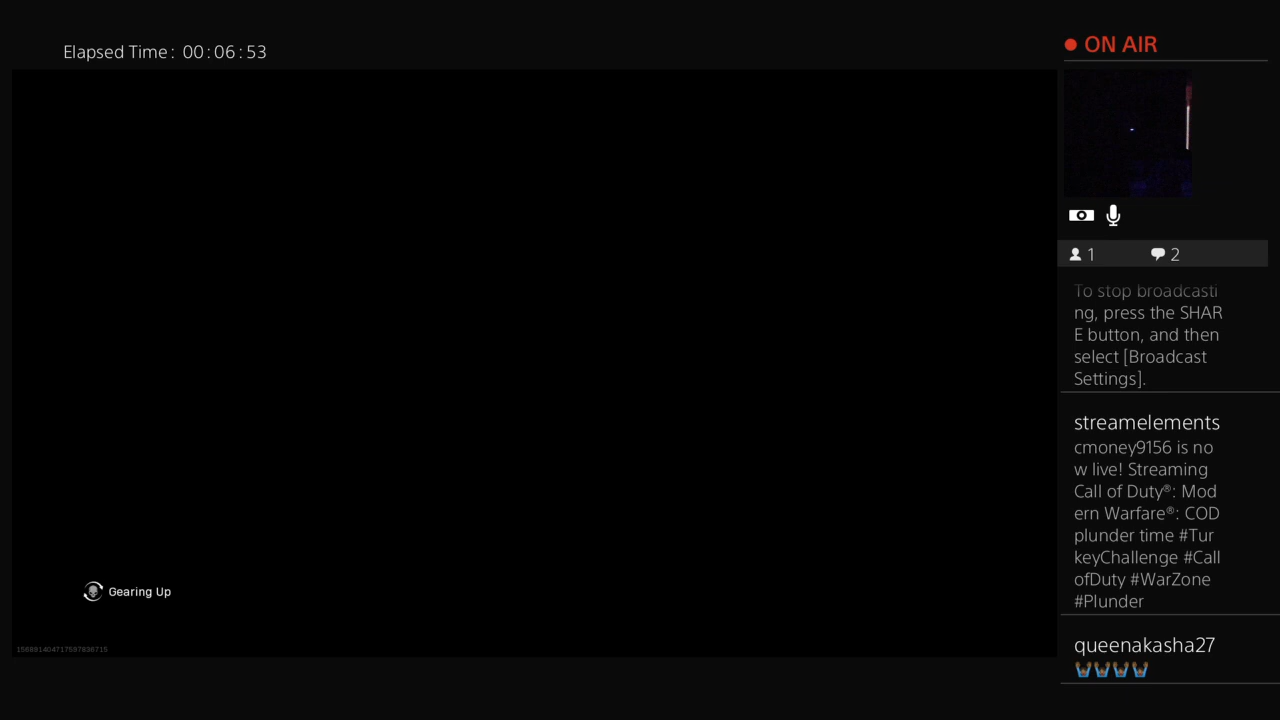 Elapsed Time: 00:06:53
ON AIR
1
2
To stop broadcasti
ng, press the SHAR
E button, and then
select [Broadcast
Settings].
streamelements
cmoney9156 is no
w live! Streaming
Call of Duty®: Mod
ern Warfare®: COD
plunder time #Tur
keyChallenge #Call
ofDuty #WarZone
#Plunder
queenakasha27
Gearing Up